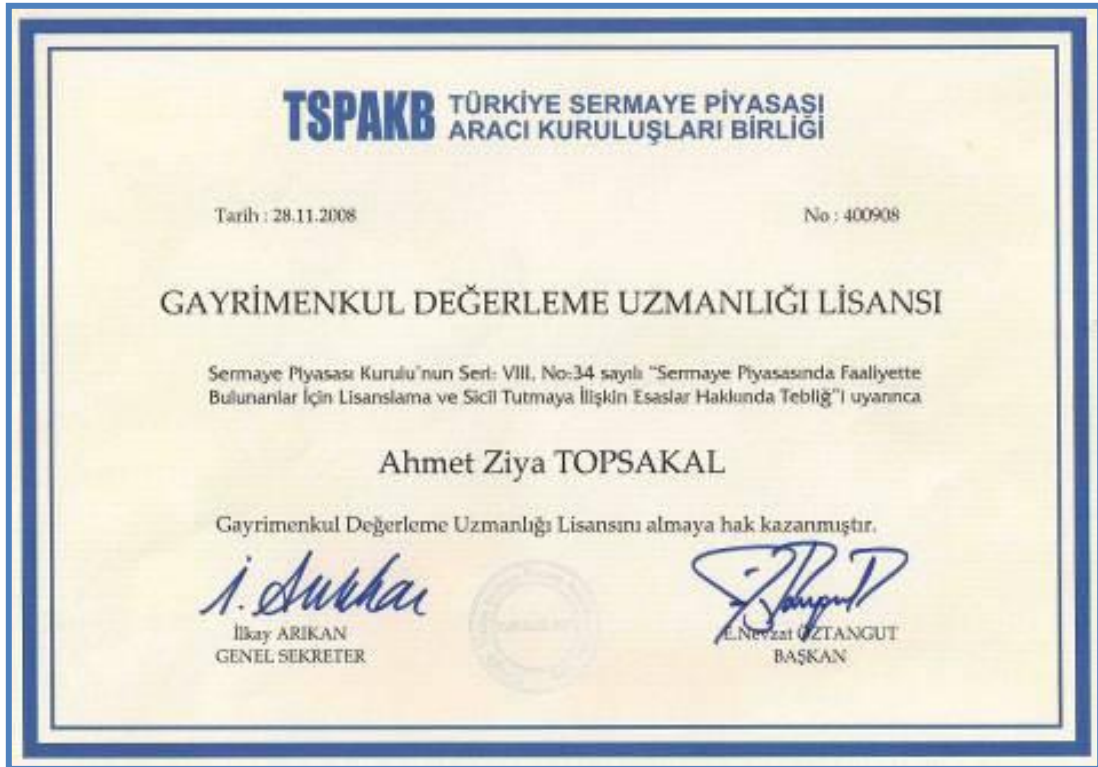 TSPAKB TÜRKİYE SERMAYE PİYASASI
ARACI KURULUŞLARI BİRLİĞİ
Tarih : 28.11.2008
No : 400908
GAYRİMENKUL DEĞERLEME UZMANLIĞI LİSANSI
Sermaye Piyasası Kurulu'nun Seri: VIII, No:34 sayılı "Sermaye Piyasasında Faaliyette
Bulunanlar İçin Lisanslama ve Sicil Tutmaya İlişkin Esaslar Hakkında Tebliğ"i uyarınca
Ahmet Ziya TOPSAKAL
Gayrimenkul Değerleme Uzmanlığı Lisansını almaya hak kazanmıştır.
İlkay ARIKAN
GENEL SEKRETER
E.Nevzat ÖZTANGUT
BAŞKAN